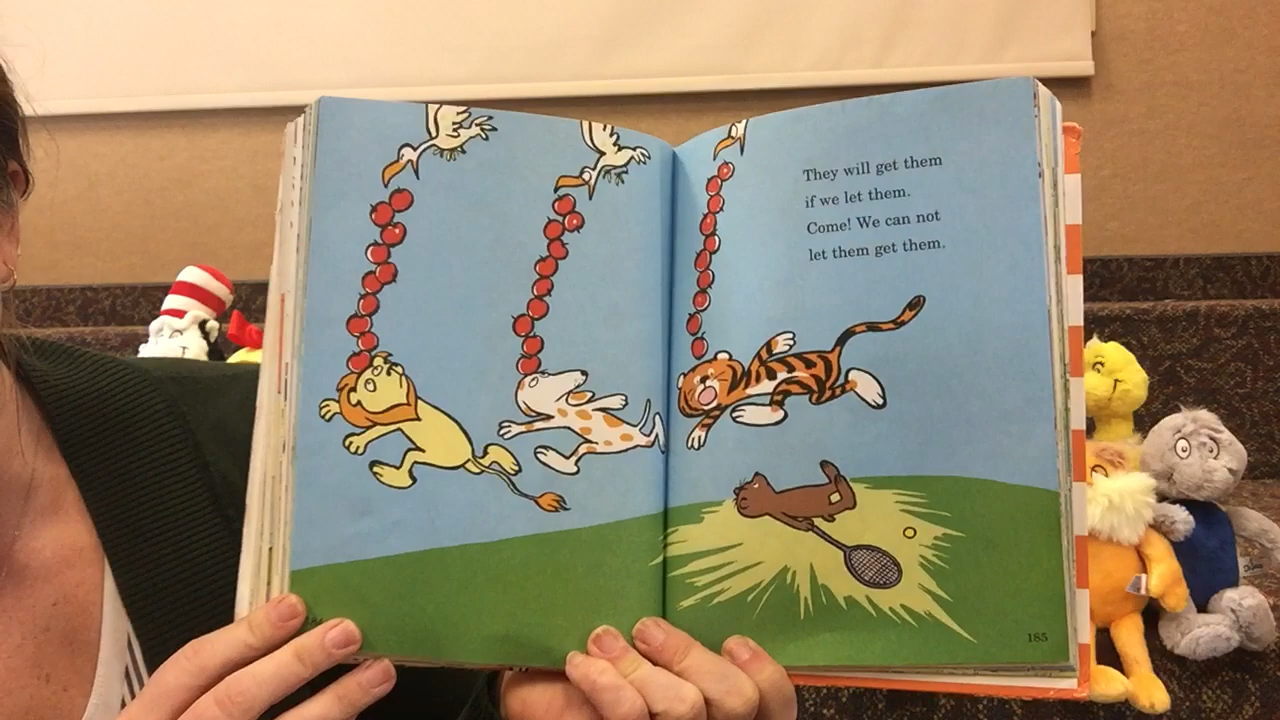 They will get them
if we let them.
Come! We can not
let them get them.
185